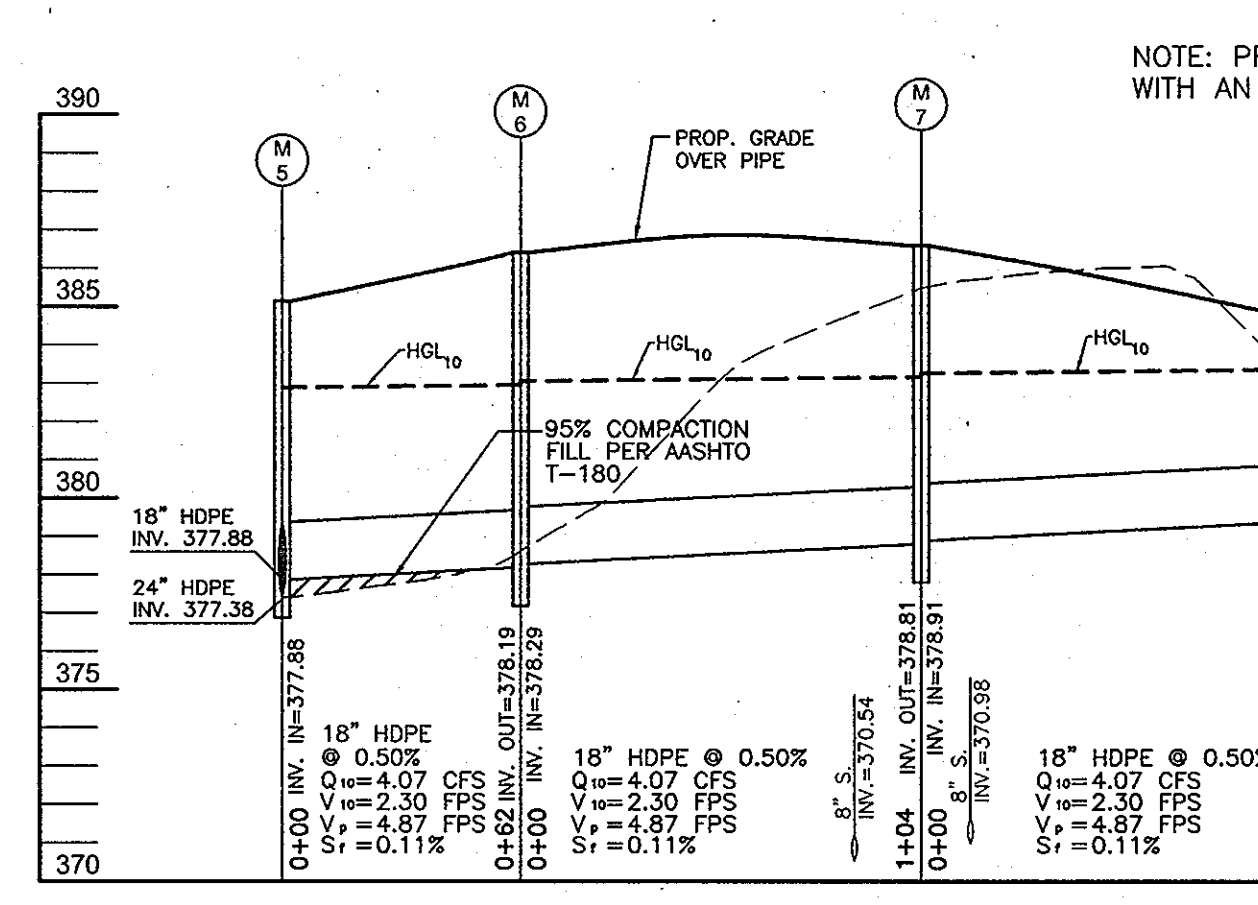 NOTE: PR
WITH AN
390
385
380
375
370
M
5
M
6
M
7
PROP. GRADE
OVER PIPE
HGL10
HGL10
HGL10
95% COMPACTION
FILL PER AASHTO
T-180
18" HDPE
INV. 377.88
24" HDPE
INV. 377.38
0+00 INV. IN=377.88
18" HDPE
@ 0.50%
Q10=4.07 CFS
V10=2.30 FPS
Vp=4.87 FPS
Sf=0.11%
0+62 INV. OUT=378.19
0+00 INV. IN=378.29
18" HDPE @ 0.50%
Q10=4.07 CFS
V10=2.30 FPS
Vp=4.87 FPS
Sf=0.11%
8" S.
INV.=370.54
1+04 INV. OUT=378.81
0+00 INV. IN=378.91
8" S.
INV.=370.98
18" HDPE @ 0.50%
Q10=4.07 CFS
V10=2.30 FPS
Vp=4.87 FPS
Sf=0.11%